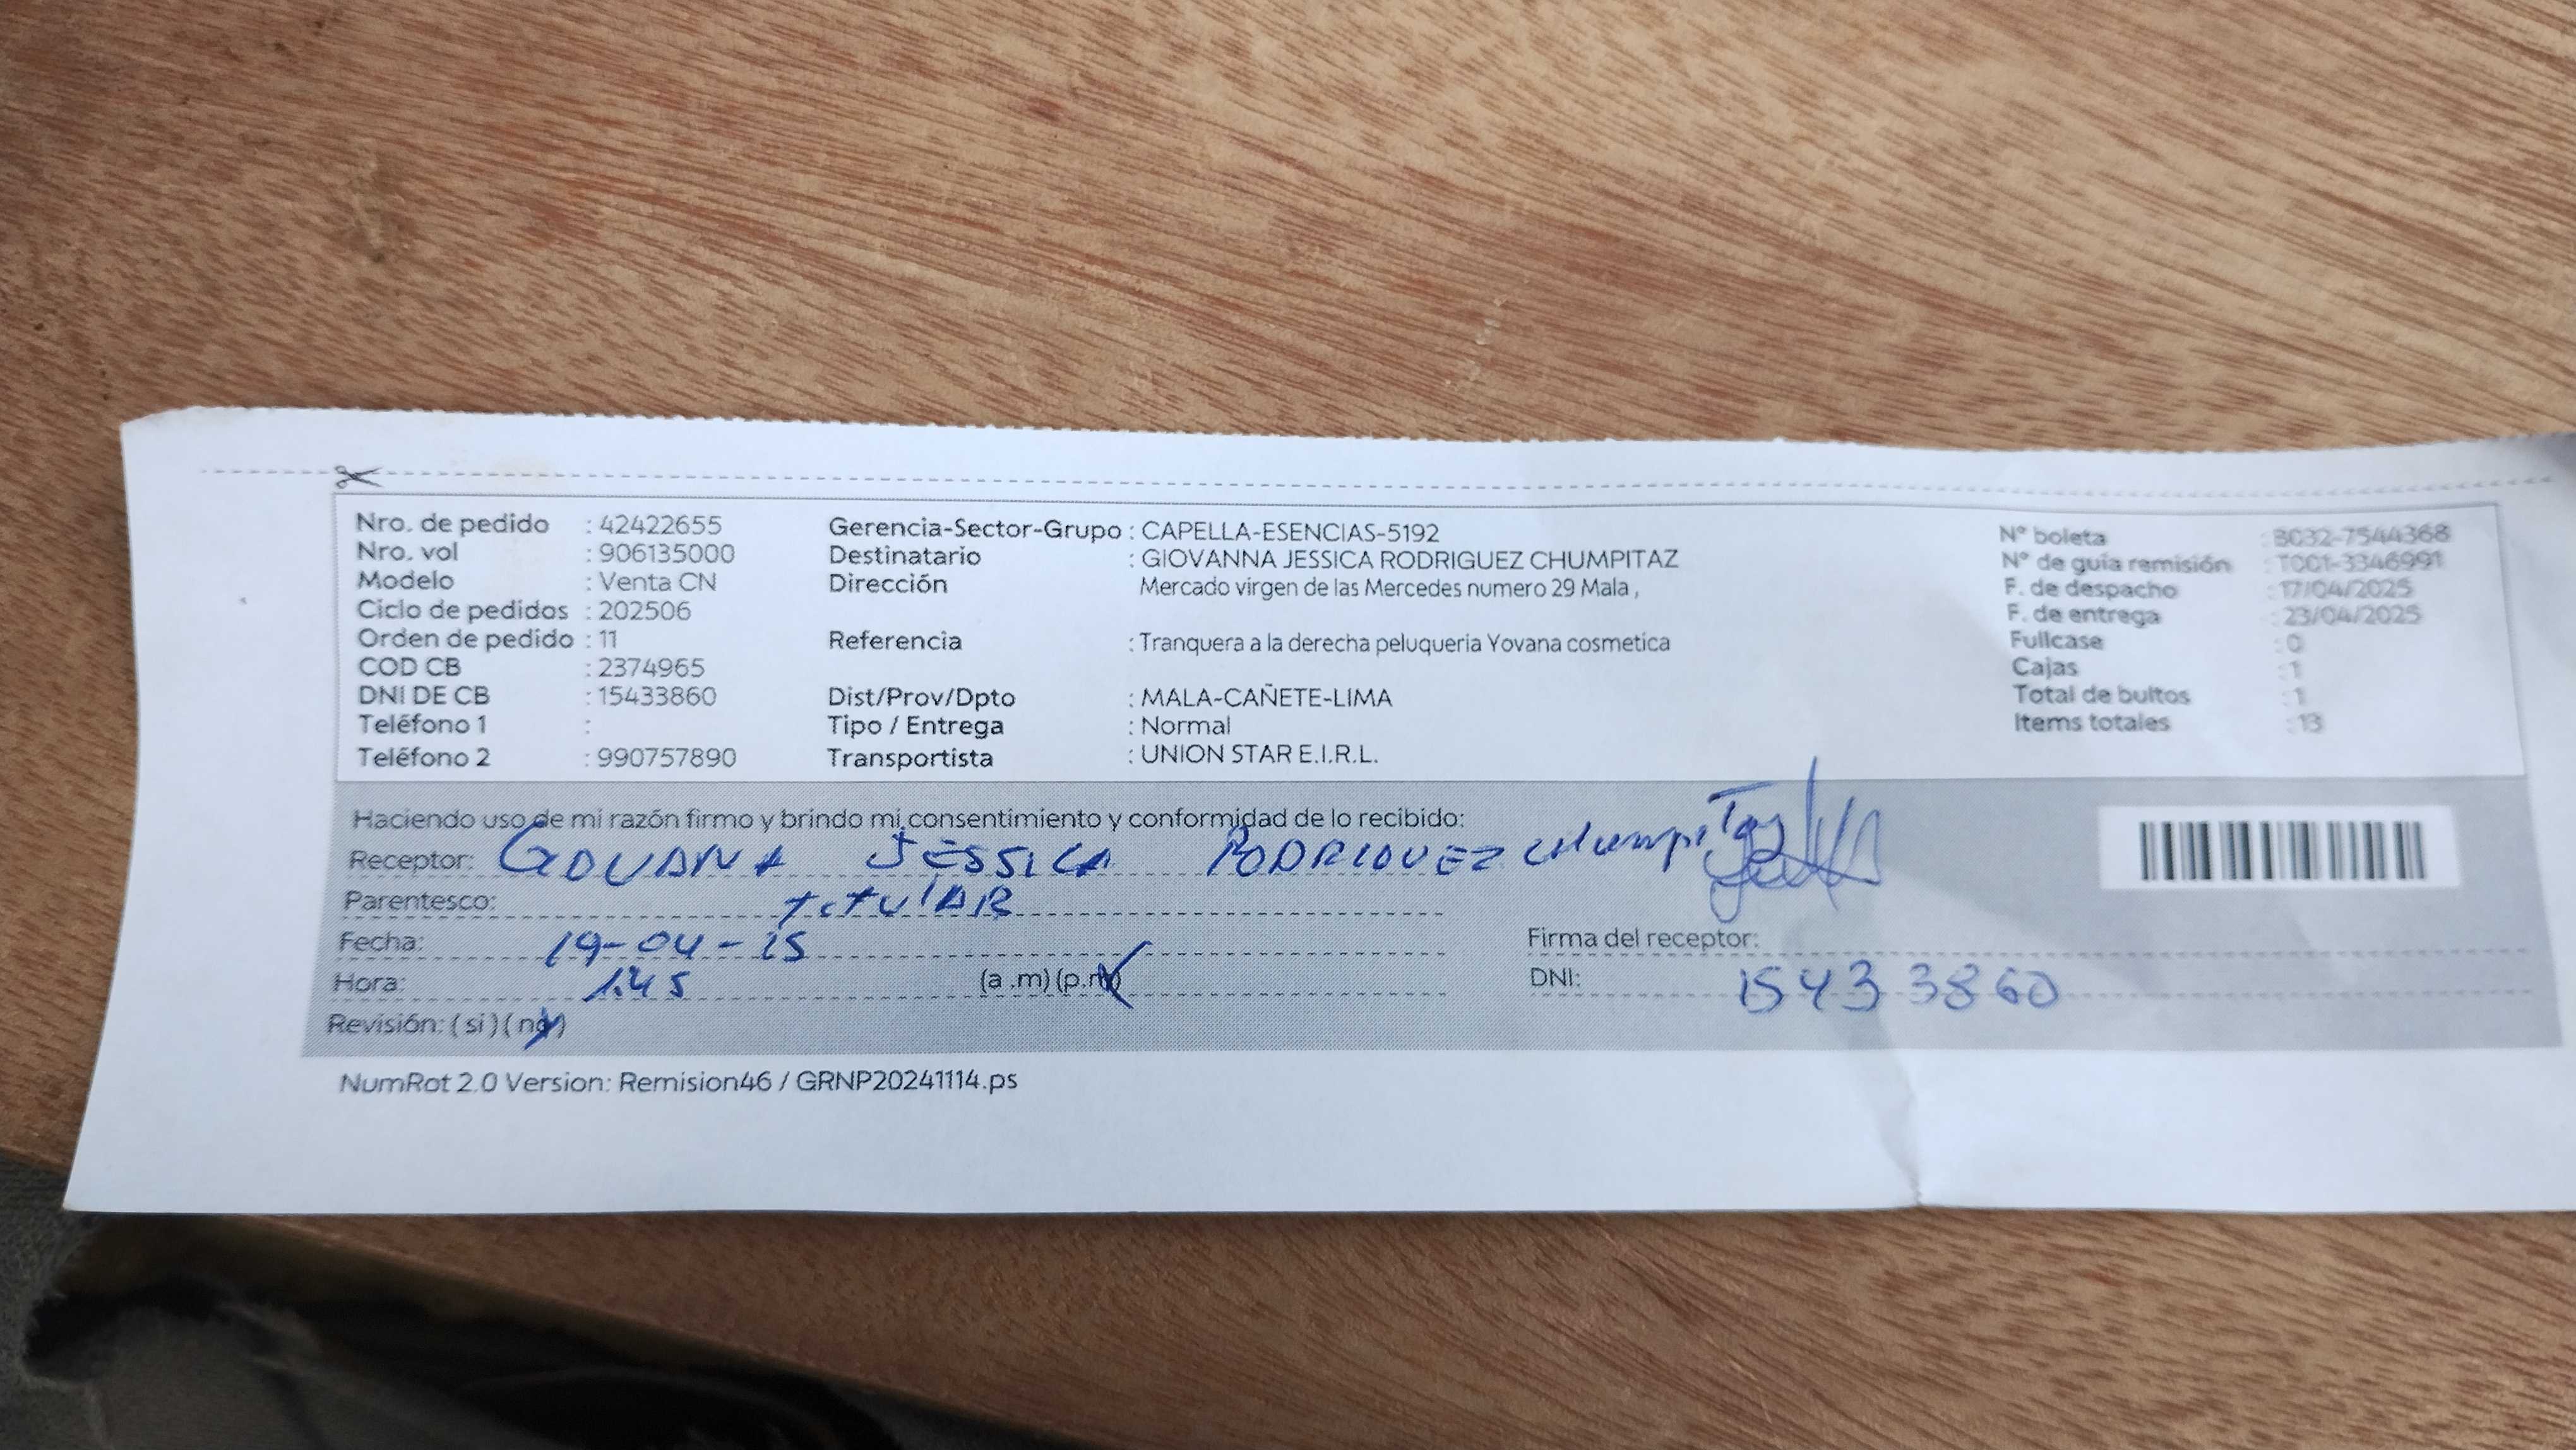 Nro. de pedido : 42422655 Gerencia-Sector-Grupo : CAPELLA-ESENCIAS-5192 N° boleta : B032-7544368
Nro. vol : 906135000 Destinatario : GIOVANNA JESSICA RODRIGUEZ CHUMPITAZ N° de guía remisión : T001-3346991
Modelo : Venta CN Dirección Mercado virgen de las Mercedes numero 29 Mala , F. de despacho : 17/04/2025
Ciclo de pedidos : 202506 F. de entrega : 23/04/2025
Orden de pedido : 11 Referencia : Tranquera a la derecha peluqueria Yovana cosmetica Fullcase : 0
COD CB : 2374965 Cajas : 1
DNI DE CB : 15433860 Dist/Prov/Dpto : MALA-CAÑETE-LIMA Total de bultos : 1
Teléfono 1 : Tipo / Entrega : Normal Items totales : 13
Teléfono 2 : 990757890 Transportista : UNION STAR E.I.R.L.
Haciendo uso de mi razón firmo y brindo mi consentimiento y conformidad de lo recibido:
Receptor: GOVANA JESSICA RODRIGUEZ chumpitaz
Parentesco: titulAR
Fecha: 19-04-25 Firma del receptor:
Hora: 1.45 (a .m) (p.m) DNI: 15433860
Revisión: ( si ) ( no )
NumRot 2.0 Version: Remision46 / GRNP20241114.ps